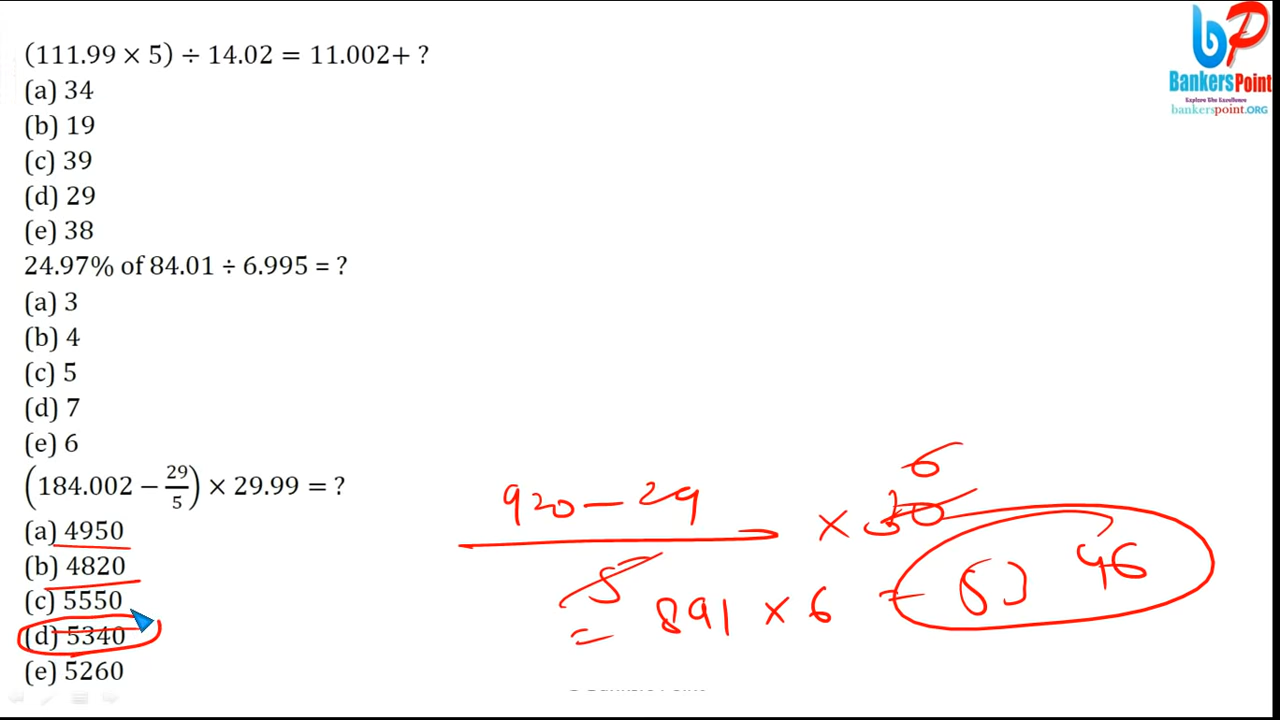 (111.99 × 5) ÷ 14.02 = 11.002+ ?
(a) 34
(b) 19
(c) 39
(d) 29
(e) 38
24.97% of 84.01 ÷ 6.995 = ?
(a) 3
(b) 4
(c) 5
(d) 7
(e) 6
(184.002 − 29/5) × 29.99 = ?
(a) 4950
(b) 4820
(c) 5550
(d) 5340
(e) 5260
bp
BankersPoint
Explore The Excellence
bankerspoint.ORG
6
920 − 29 × 30
5
= 891 × 6 = 5346